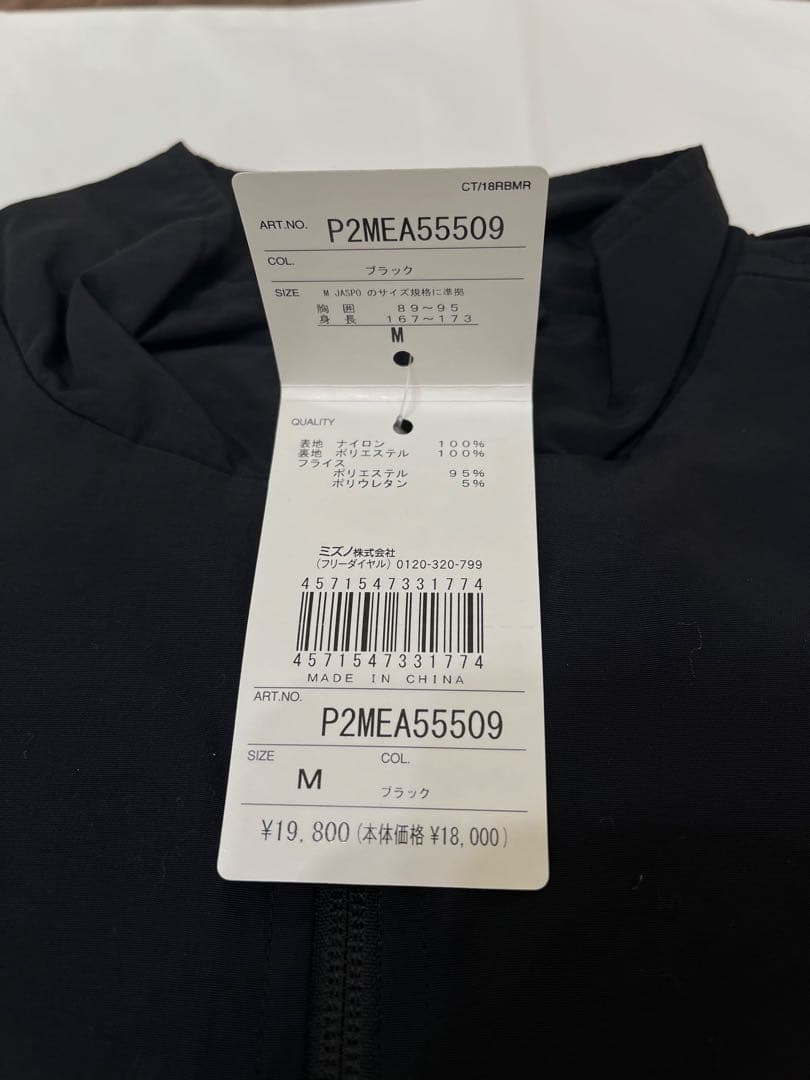 CT/18RBMR
ART.NO. P2MEA55509
COL. ブラック
SIZE M JASPO のサイズ規格に準拠
胸 囲 89～95
身 長 167～173
M
QUALITY
表地 ナイロン 100%
裏地 ポリエステル 100%
フライス
ポリエステル 95%
ポリウレタン 5%
ミズノ株式会社
(フリーダイヤル) 0120-320-799
4571547331774
4571547331774
MADE IN CHINA
ART.NO.
P2MEA55509
SIZE COL.
M ブラック
¥19,800(本体価格¥18,000)